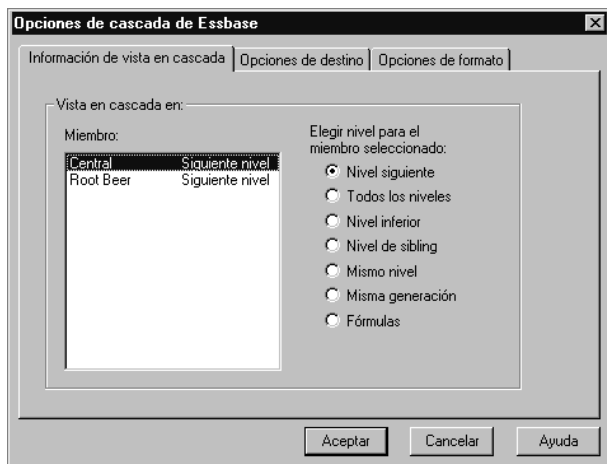 Opciones de cascada de Essbase
Información de vista en cascada Opciones de destino Opciones de formato
Vista en cascada en:
Miembro:
Central Siguiente nivel
Root Beer Siguiente nivel
Elegir nivel para el
miembro seleccionado:
Nivel siguiente
Todos los niveles
Nivel inferior
Nivel de sibling
Mismo nivel
Misma generación
Fórmulas
Aceptar Cancelar Ayuda